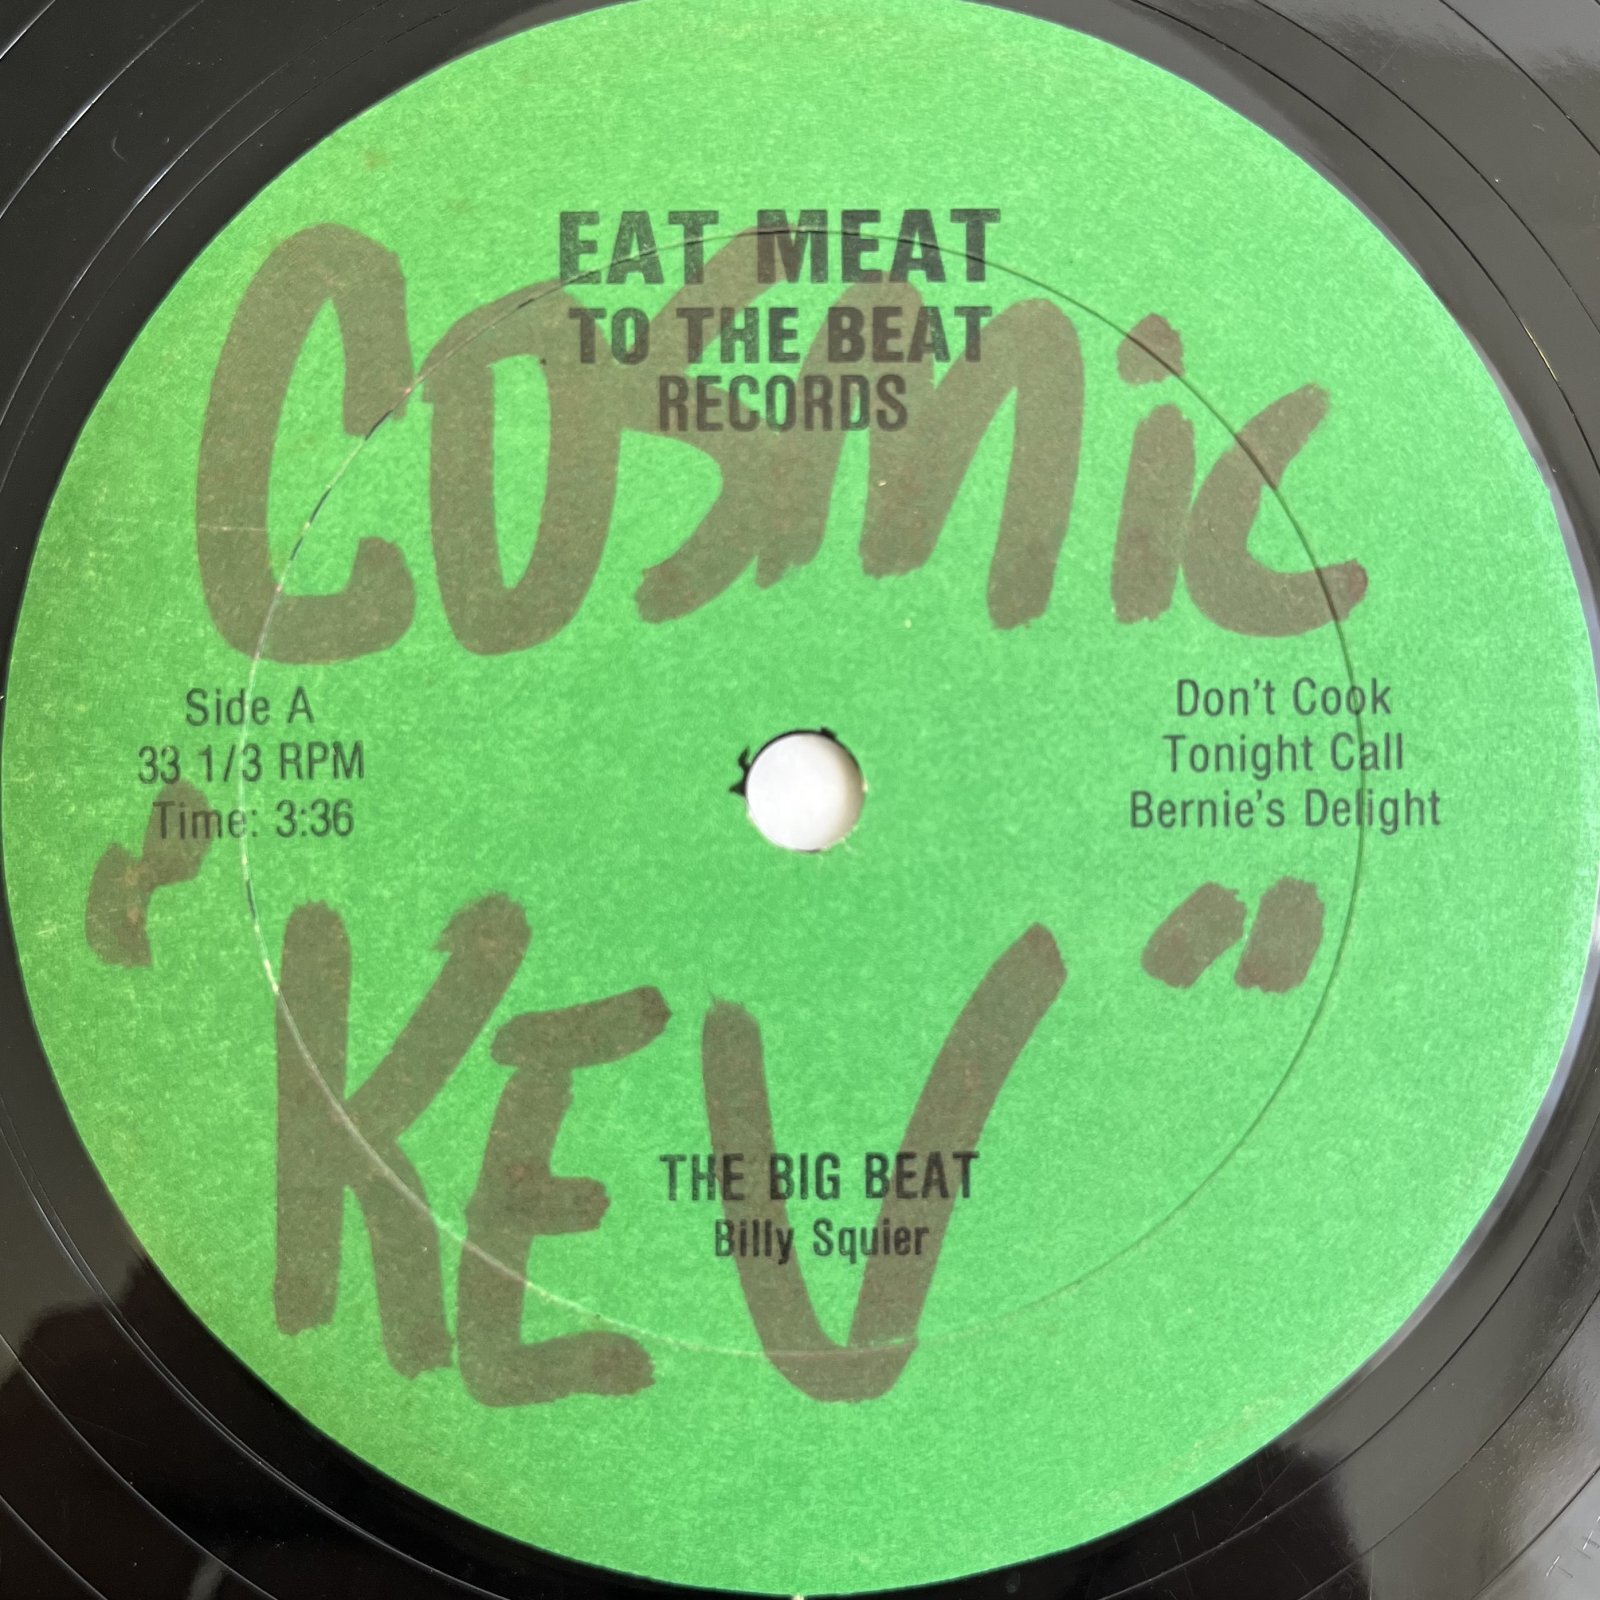 EAT MEAT
TO THE BEAT
RECORDS
COSMic
Side A
33 1/3 RPM
Time: 3:36
Don't Cook
Tonight Call
Bernie's Delight
"KEV"
THE BIG BEAT
Billy Squier